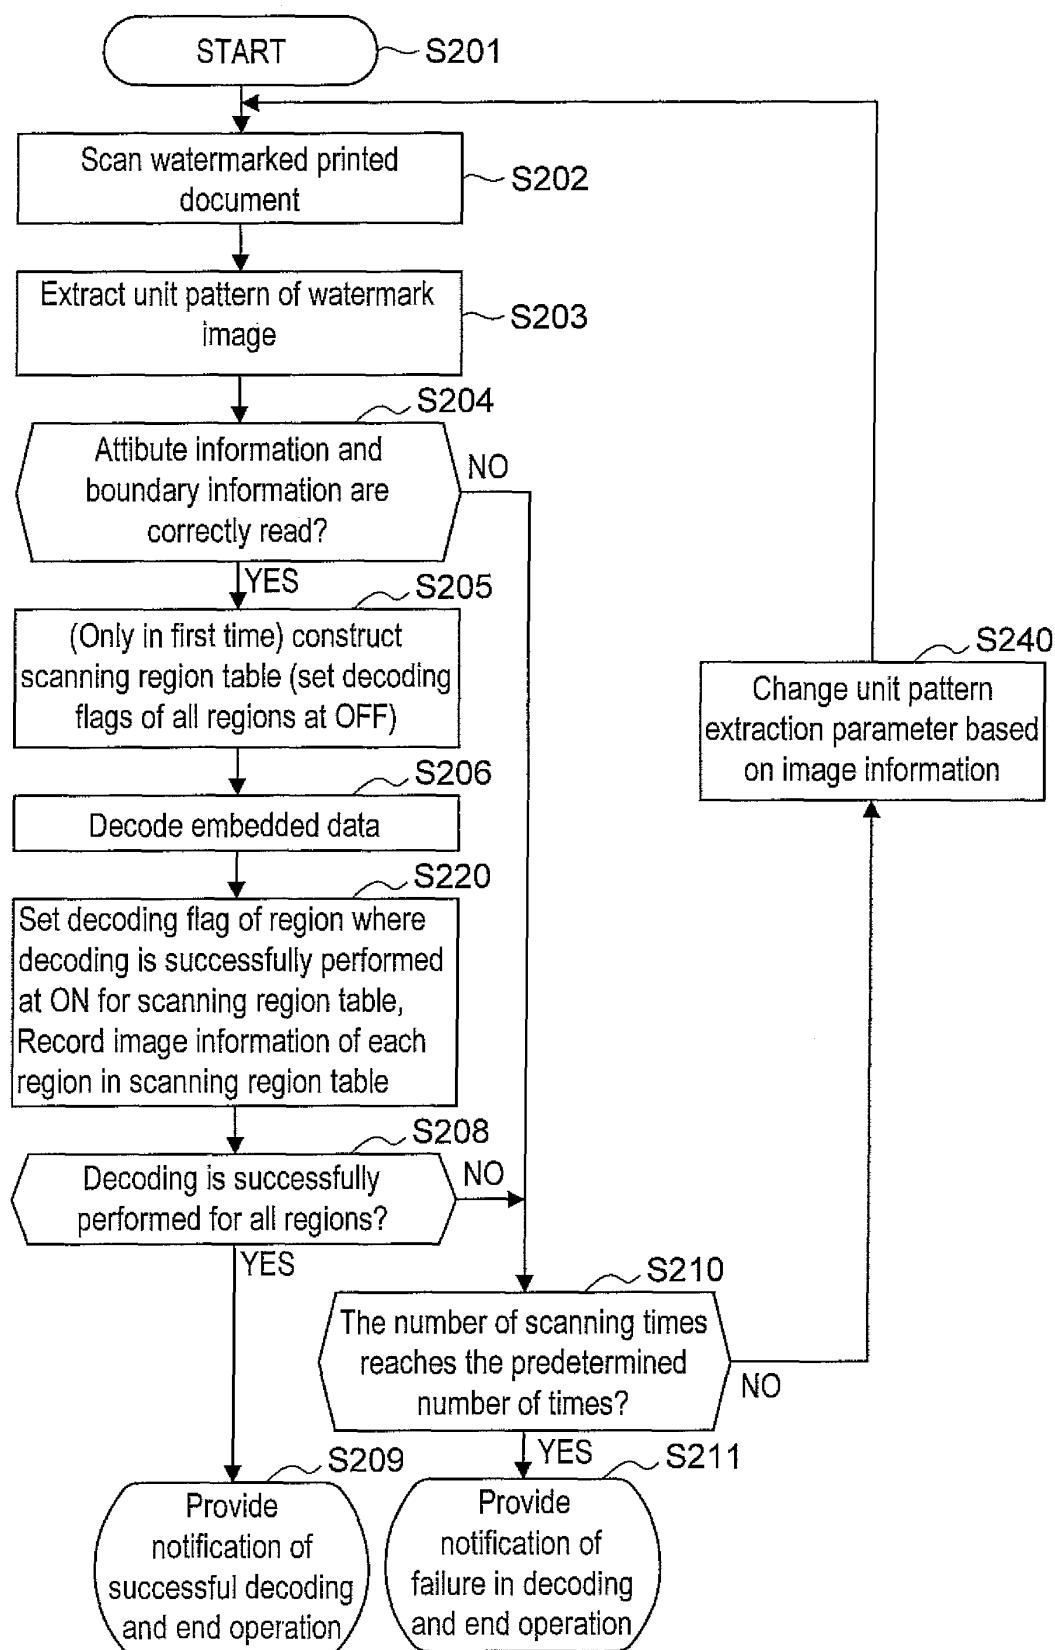 START
S201
Scan watermarked printed
document
S202
Extract unit pattern of watermark
image
S203
S204
Attibute information and
boundary information are
correctly read?
NO
YES
S205
(Only in first time) construct
scanning region table (set decoding
flags of all regions at OFF)
S240
Change unit pattern
extraction parameter based
on image information
S206
Decode embedded data
S220
Set decoding flag of region where
decoding is successfully performed
at ON for scanning region table,
Record image information of each
region in scanning region table
S208
Decoding is successfully
performed for all regions?
NO
YES
S210
The number of scanning times
reaches the predetermined
number of times?
NO
YES
S209
Provide
notification of
successful decoding
and end operation
S211
Provide
notification of
failure in decoding
and end operation